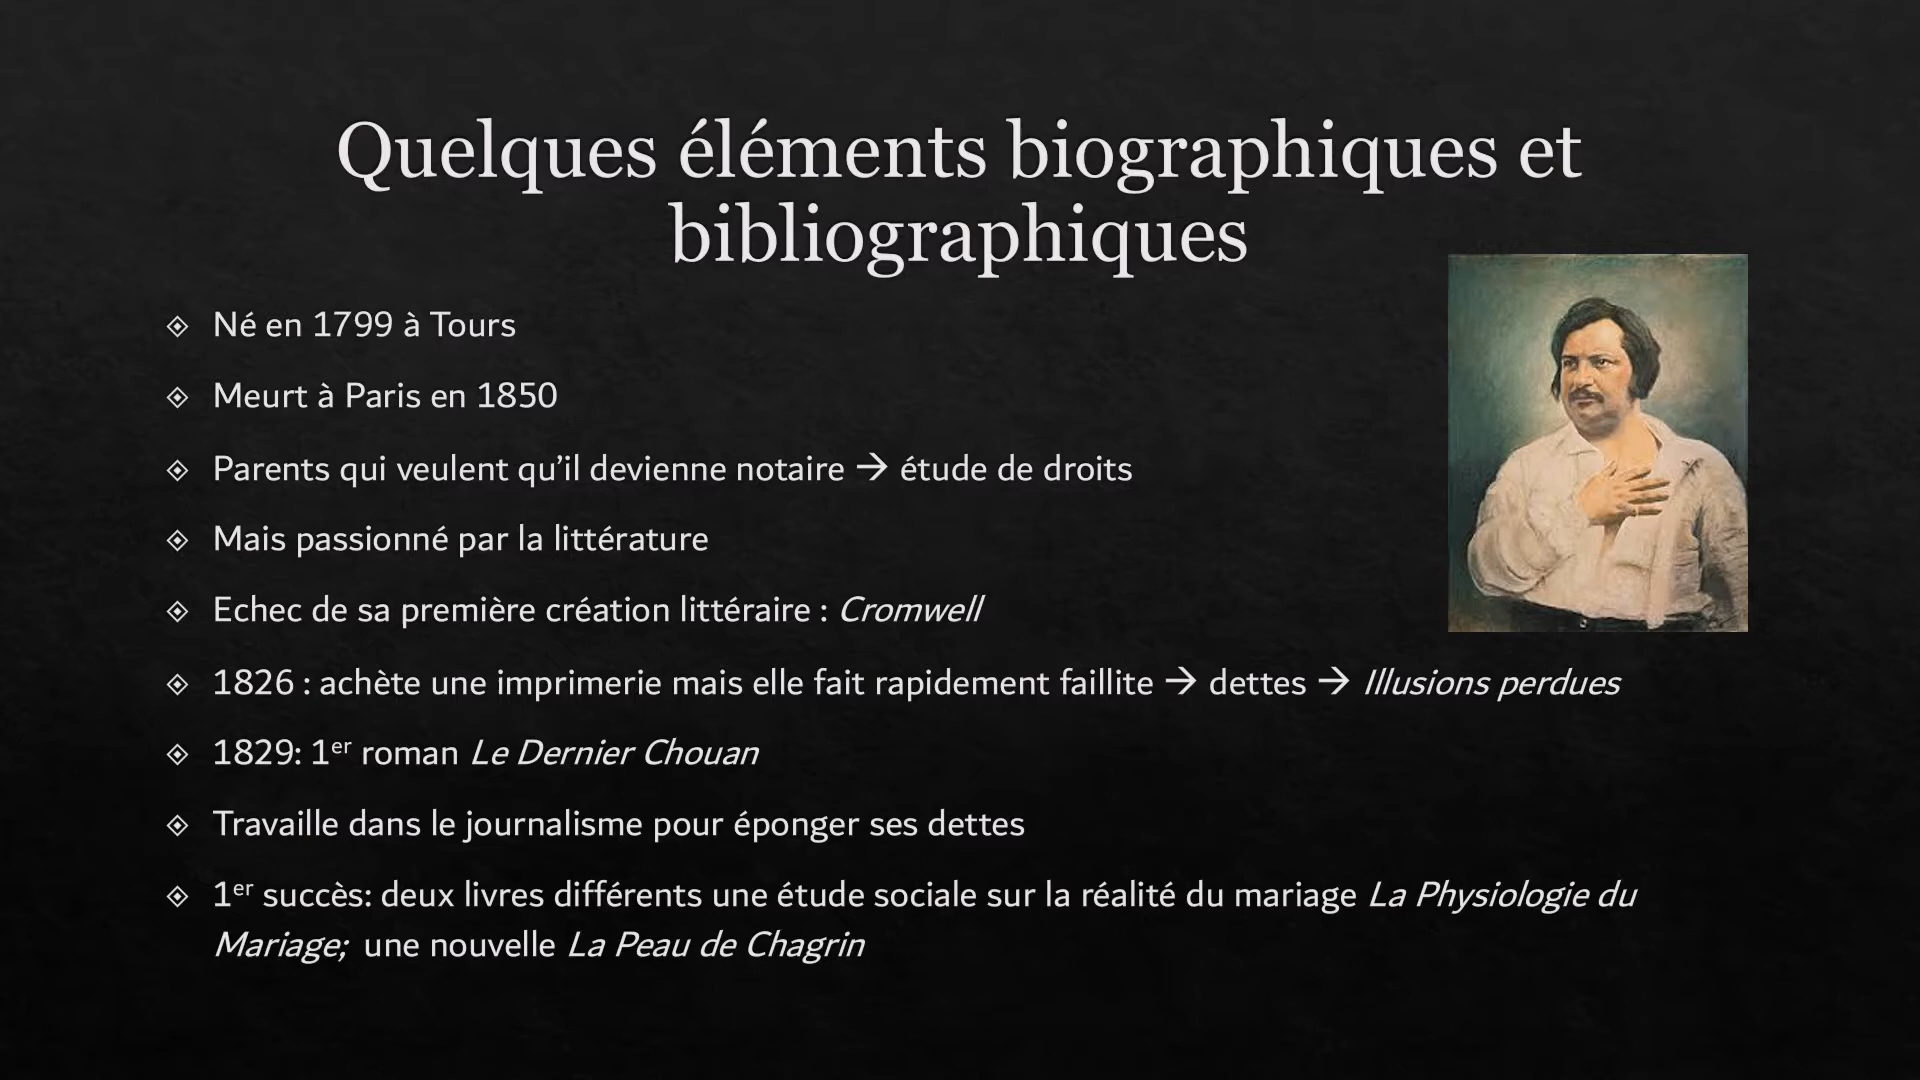 Quelques éléments biographiques et
bibliographiques
Né en 1799 à Tours
Meurt à Paris en 1850
Parents qui veulent qu’il devienne notaire → étude de droits
Mais passionné par la littérature
Echec de sa première création littéraire : Cromwell
1826 : achète une imprimerie mais elle fait rapidement faillite → dettes → Illusions perdues
1829: 1er roman Le Dernier Chouan
Travaille dans le journalisme pour éponger ses dettes
1er succès: deux livres différents une étude sociale sur la réalité du mariage La Physiologie du
Mariage; une nouvelle La Peau de Chagrin